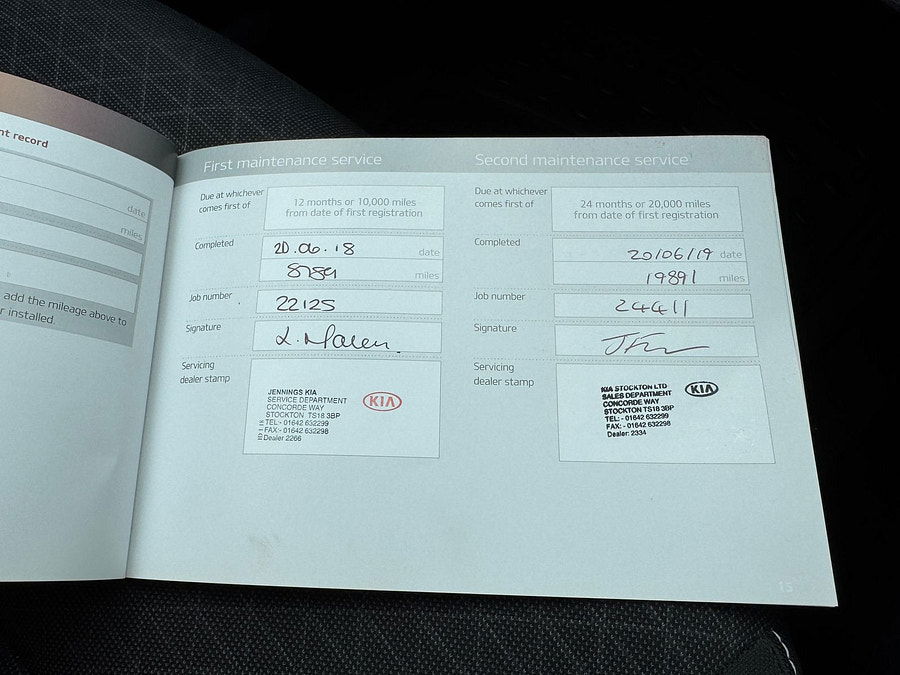 nt record
date
miles
add the mileage above to
r installed
First maintenance service
Due at whichever
comes first of
12 months or 10,000 miles
from date of first registration
Completed
20.06.18 date
8789 miles
Job number
22125
Signature
Servicing
dealer stamp
JENNINGS KIA
SERVICE DEPARTMENT
CONCORDE WAY
STOCKTON TS18 3BP
TEL:- 01642 632299
FAX:- 01642 632298
Dealer 2266
KIA
Second maintenance service
Due at whichever
comes first of
24 months or 20,000 miles
from date of first registration
Completed
20/06/19 date
19891 miles
Job number
24411
Signature
Servicing
dealer stamp
KIA STOCKTON LTD
SALES DEPARTMENT
CONCORDE WAY
STOCKTON TS18 3BP
TEL: - 01642 632299
FAX: - 01642 632298
Dealer: 2334
KIA
15